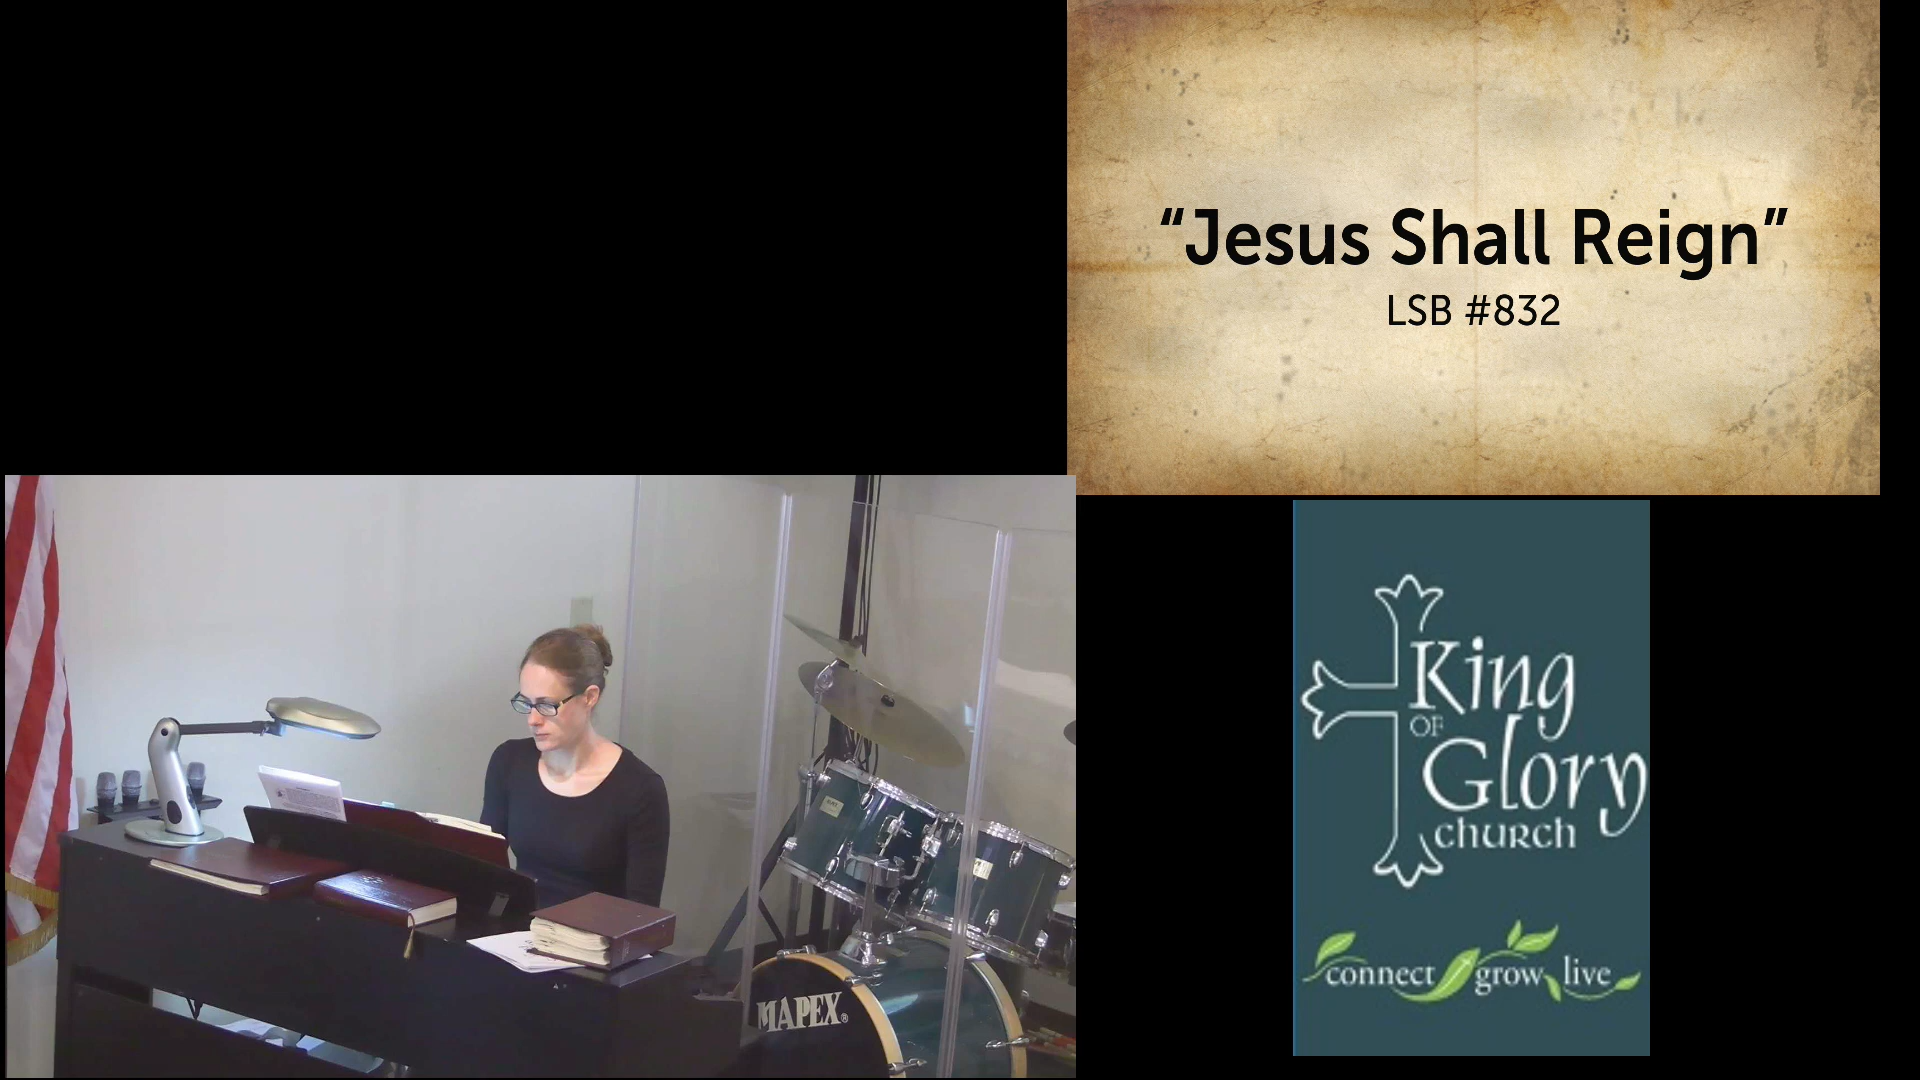 “Jesus Shall Reign”
LSB #832
King
OF
Glory
church
connect grow live
MAPEX®